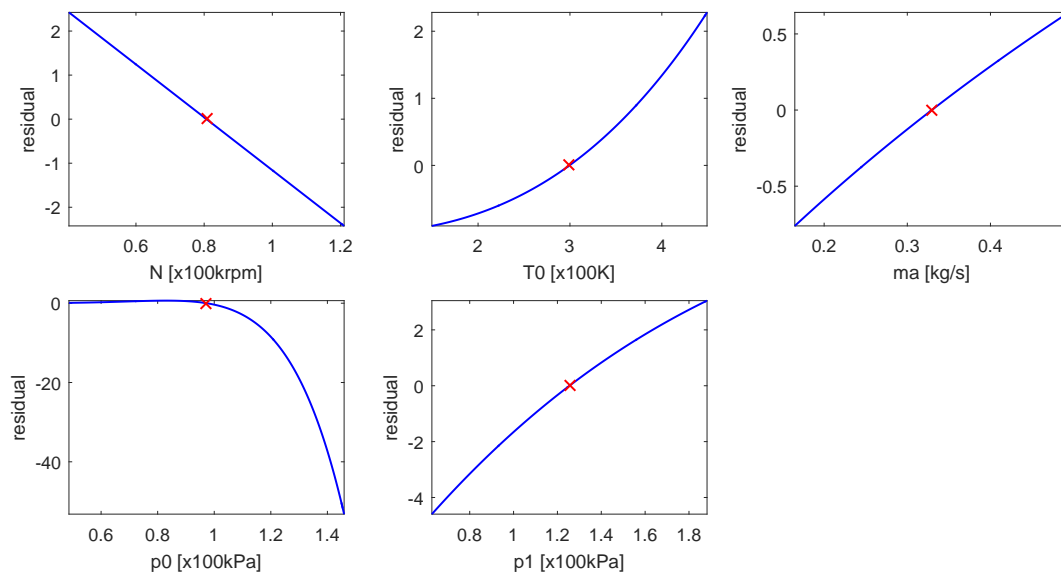 residual
2
1
0
-1
-2
0.6 0.8 1 1.2
N [x100krpm]
residual
2
1
0
2 3 4
T0 [x100K]
residual
0.5
0
-0.5
0.2 0.3 0.4
ma [kg/s]
residual
0
-20
-40
0.6 0.8 1 1.2 1.4
p0 [x100kPa]
residual
2
0
-2
-4
0.8 1 1.2 1.4 1.6 1.8
p1 [x100kPa]